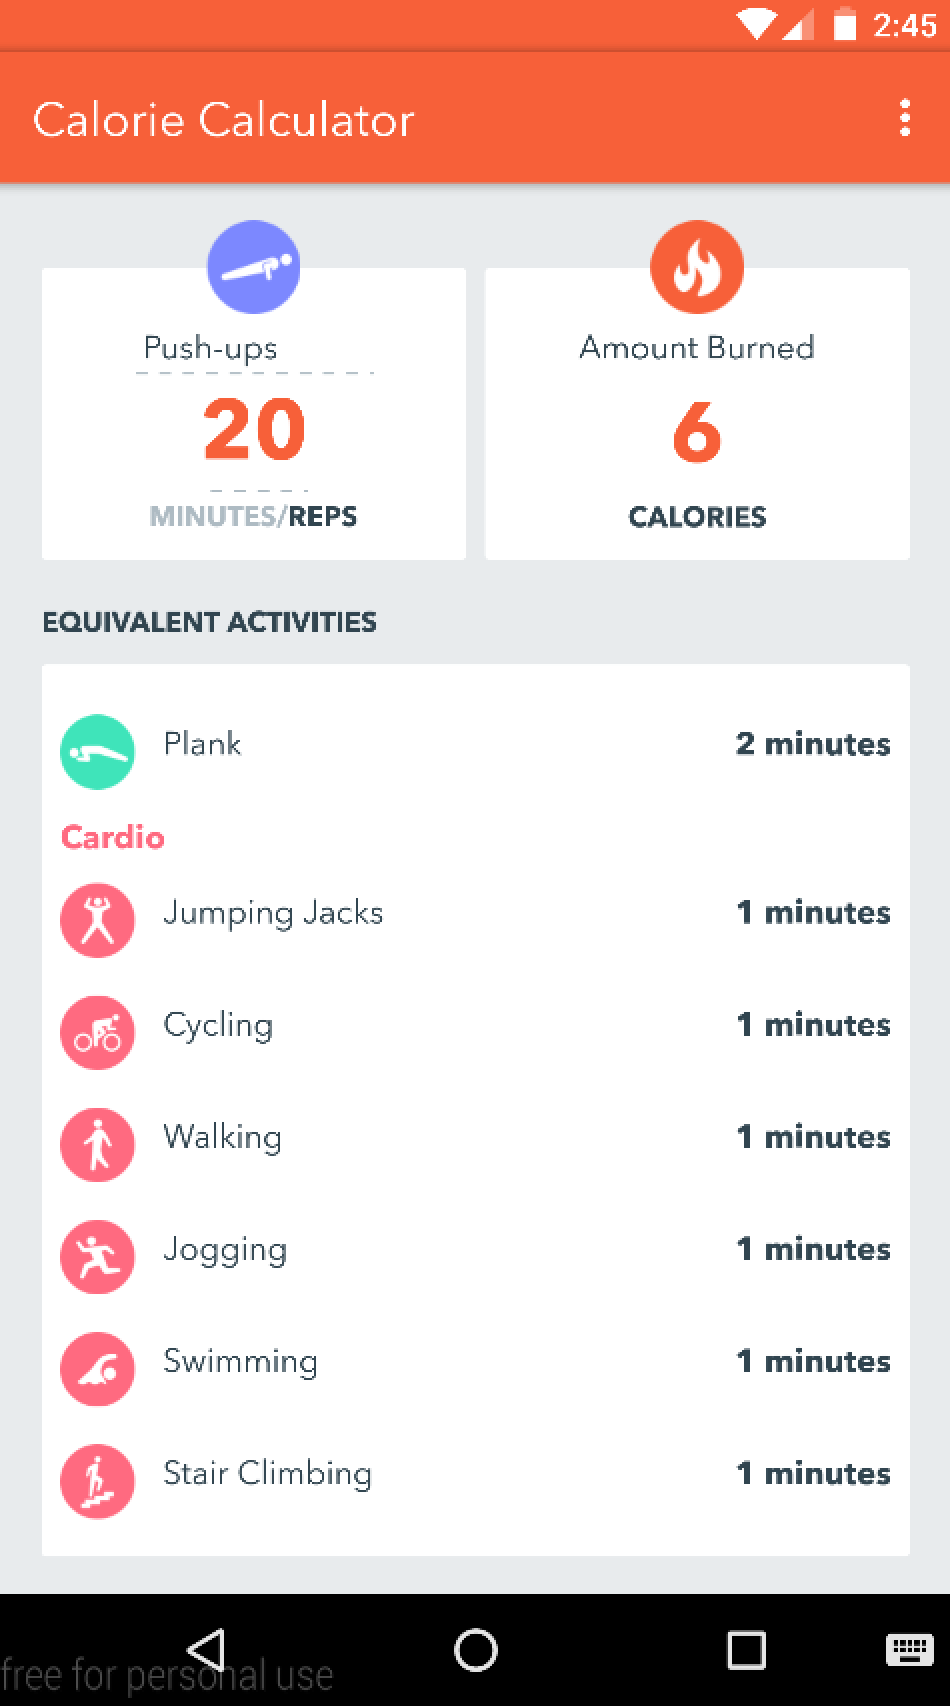 2:45
Calorie Calculator
Push-ups
20
MINUTES/REPS
Amount Burned
6
CALORIES
EQUIVALENT ACTIVITIES
Plank 2 minutes
Cardio
Jumping Jacks 1 minutes
Cycling 1 minutes
Walking 1 minutes
Jogging 1 minutes
Swimming 1 minutes
Stair Climbing 1 minutes
free for personal use